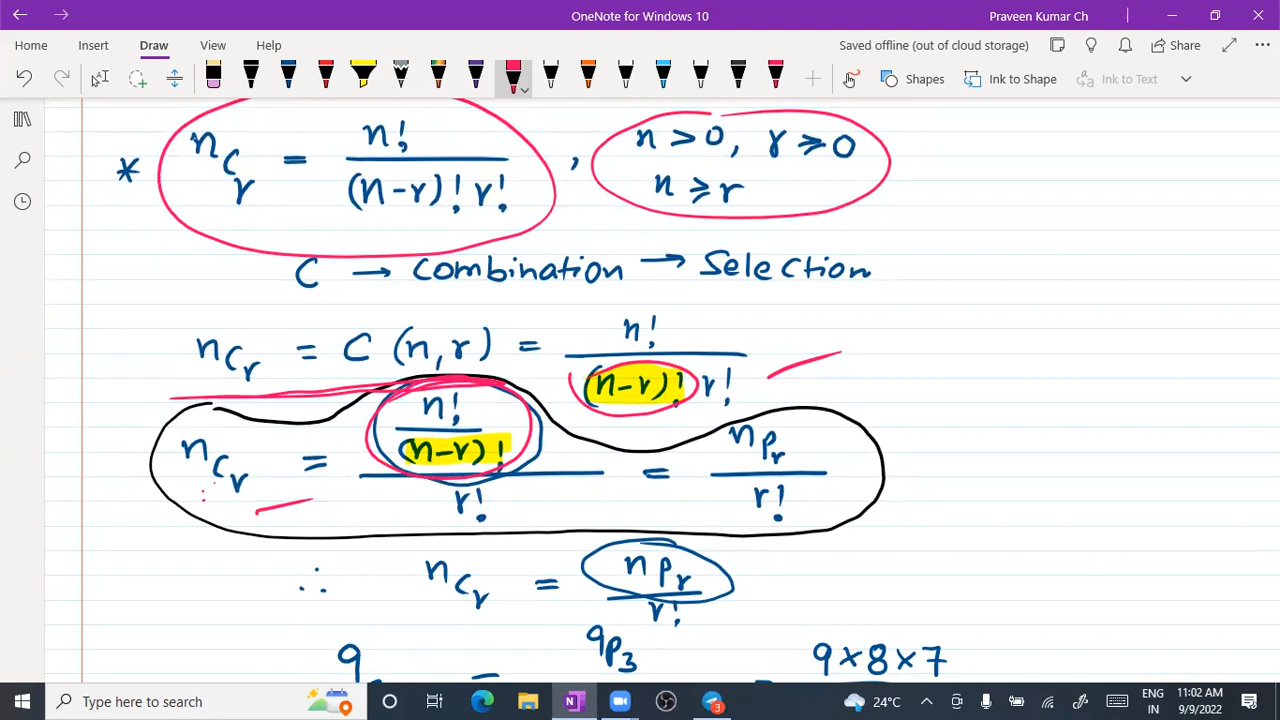 OneNote for Windows 10
Praveen Kumar Ch
Home Insert Draw View Help
Saved offline (out of cloud storage) Share
Shapes Ink to Shape Ink to Text
* nCr = n! / (n-r)! r! , n > 0, r ⩾ 0
n ⩾ r
C → Combination → Selection
nCr = C (n,r) = n! / (n-r)! r!
nCr = n! / (n-r)! / r! = nPr / r!
∴ nCr = nPr / r!
9 = 9P3 = 9×8×7
Type here to search
3
24°C
ENG
IN
11:02 AM
9/9/2022